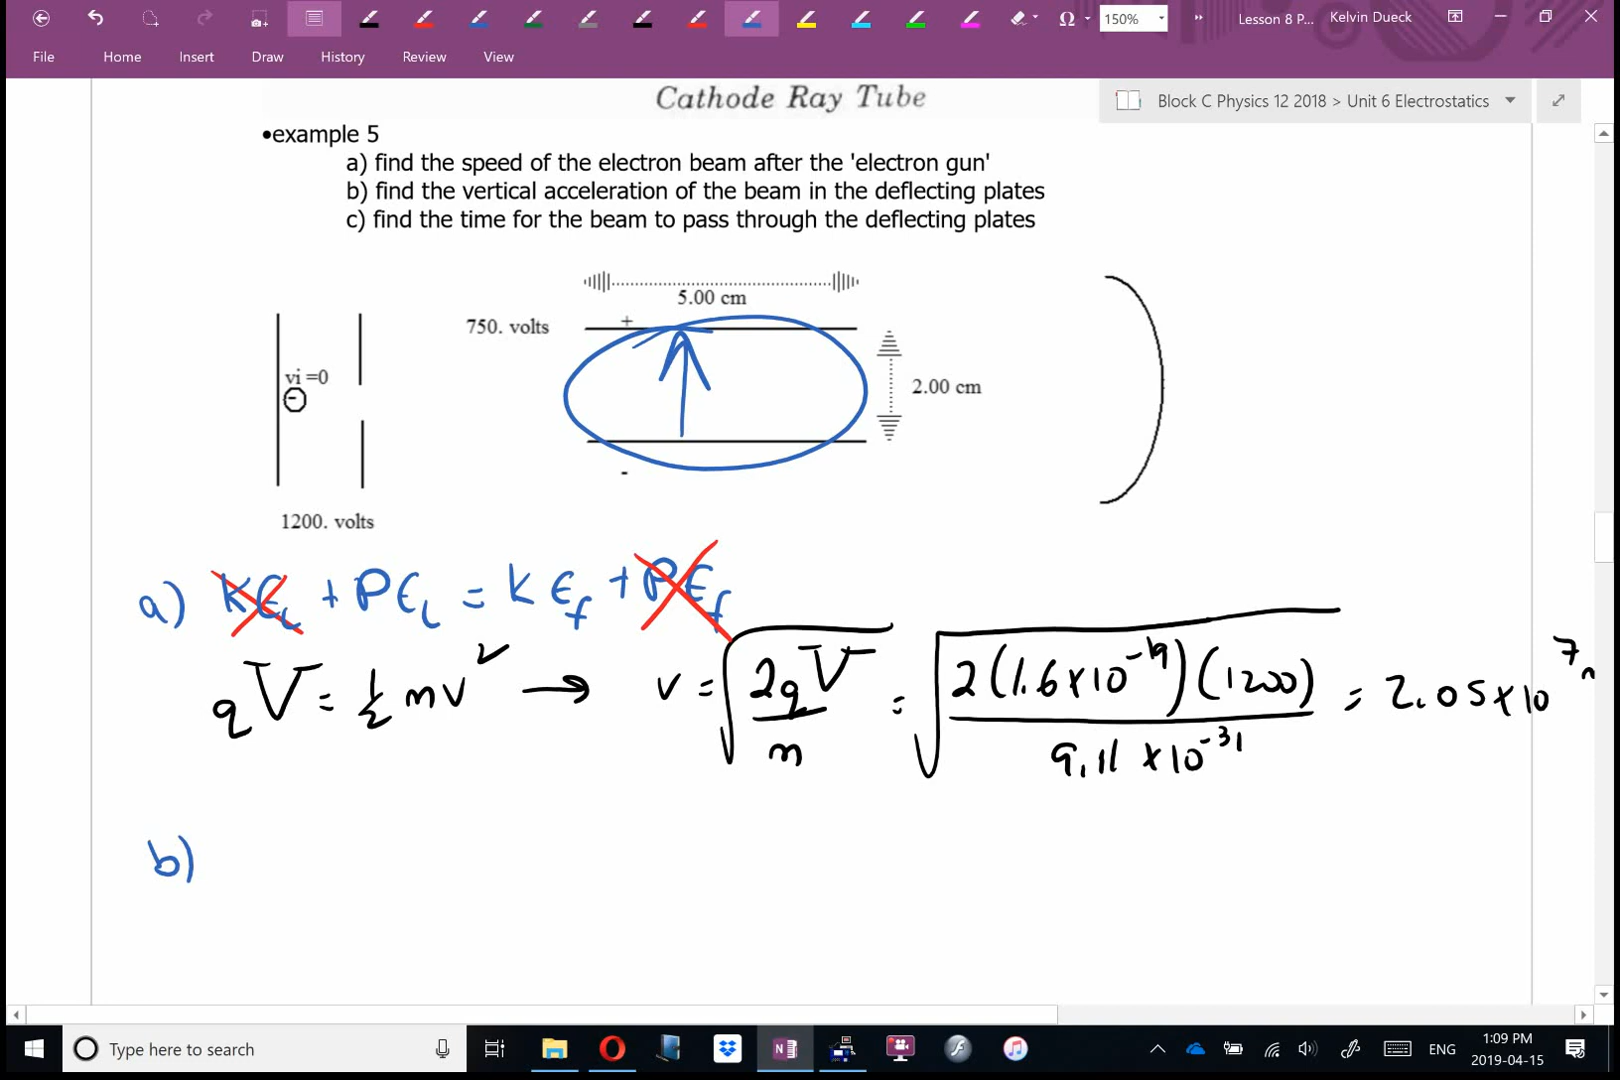 150%
Lesson 8 P...
Kelvin Dueck
File Home Insert Draw History Review View
Cathode Ray Tube
Block C Physics 12 2018 > Unit 6 Electrostatics
•example 5
a) find the speed of the electron beam after the 'electron gun'
b) find the vertical acceleration of the beam in the deflecting plates
c) find the time for the beam to pass through the deflecting plates
5.00 cm
750. volts
+
vi =0
-
2.00 cm
-
1200. volts
a) KEi + PEi = KEf + PEf
qV = ½ mv² → v = √(2qV/m) = √(2(1.6×10⁻¹⁹)(1200)/9.11×10⁻³¹) = 2.05×10⁷
b)
Type here to search
ENG
1:09 PM
2019-04-15